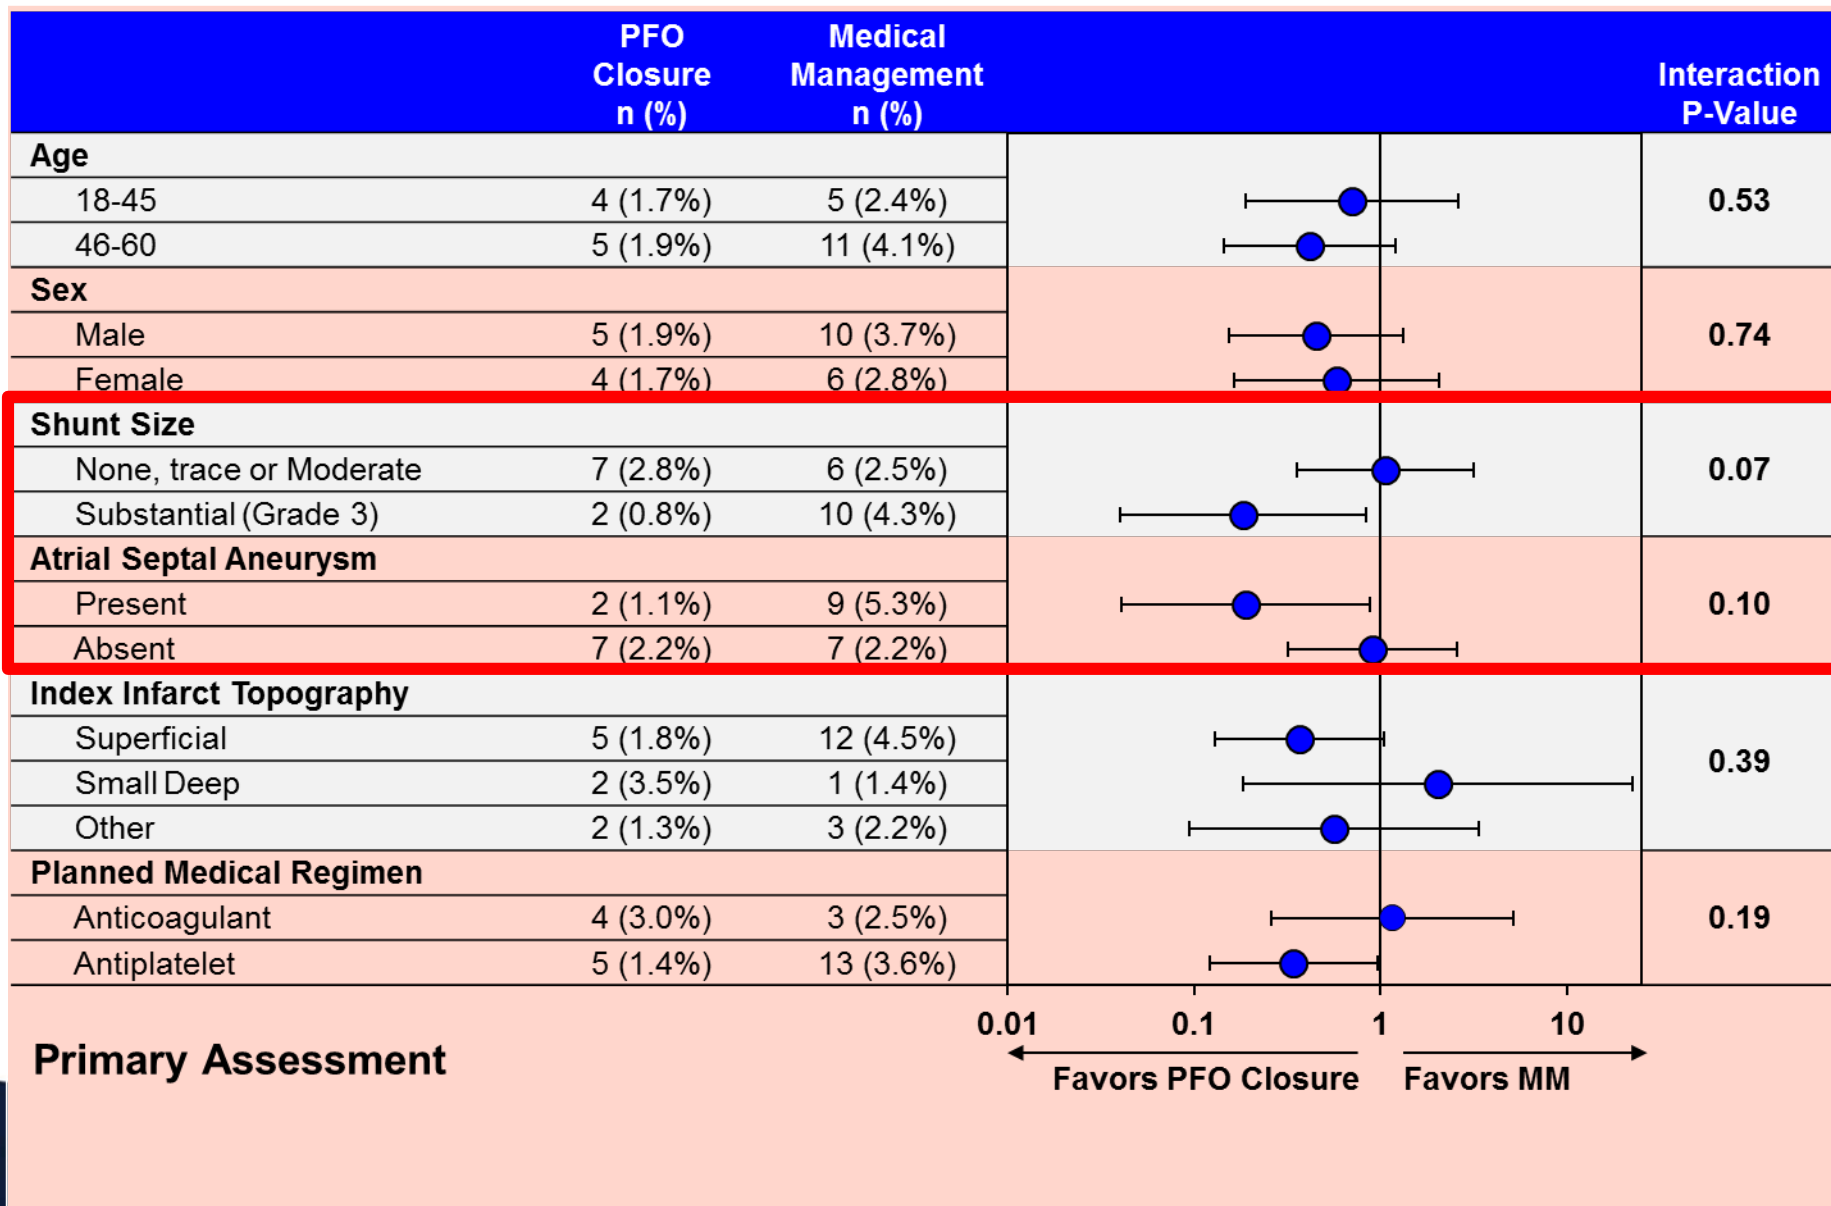 PFO Closure n (%) Medical Management n (%) Interaction P-Value
Age
18-45 4 (1.7%) 5 (2.4%) 0.53
46-60 5 (1.9%) 11 (4.1%)
Sex
Male 5 (1.9%) 10 (3.7%) 0.74
Female 4 (1.7%) 6 (2.8%)
Shunt Size
None, trace or Moderate 7 (2.8%) 6 (2.5%) 0.07
Substantial (Grade 3) 2 (0.8%) 10 (4.3%)
Atrial Septal Aneurysm
Present 2 (1.1%) 9 (5.3%) 0.10
Absent 7 (2.2%) 7 (2.2%)
Index Infarct Topography
Superficial 5 (1.8%) 12 (4.5%)
Small Deep 2 (3.5%) 1 (1.4%) 0.39
Other 2 (1.3%) 3 (2.2%)
Planned Medical Regimen
Anticoagulant 4 (3.0%) 3 (2.5%) 0.19
Antiplatelet 5 (1.4%) 13 (3.6%)
0.01 0.1 1 10
Primary Assessment
Favors PFO Closure Favors MM